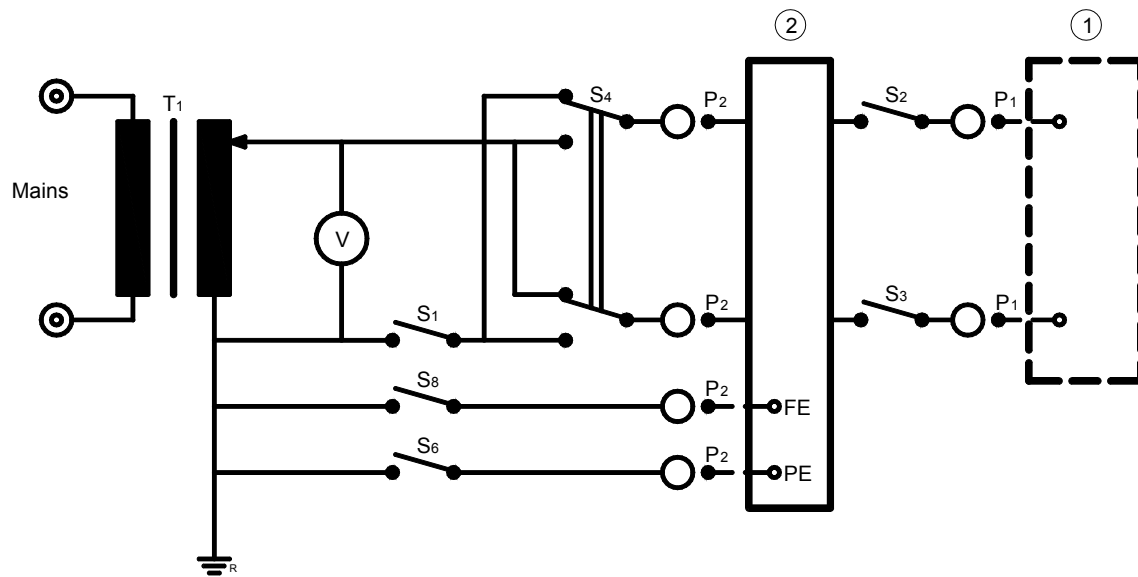 ② ①
T1
S4 P2 S2 P1
Mains
V
S1 P2 S3 P1
S8 P2 FE
S6 P2 PE
R